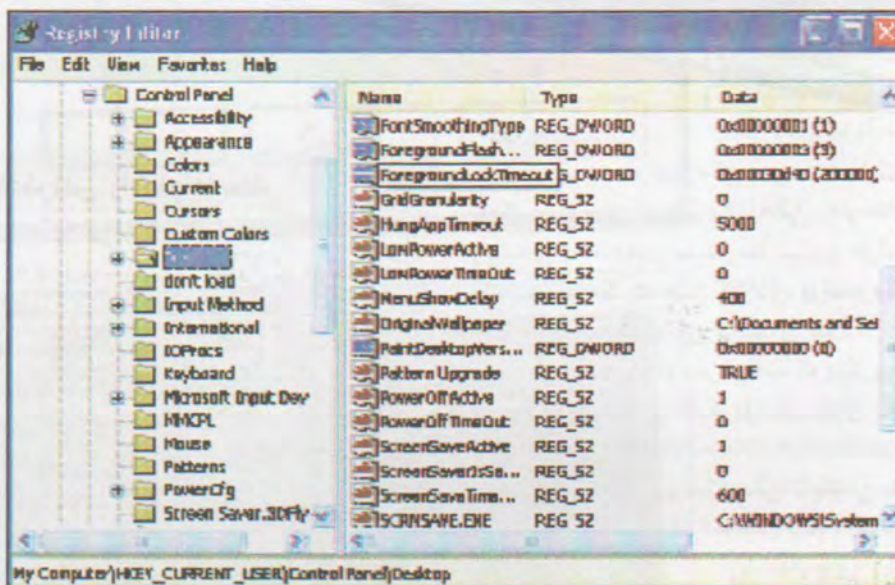 Registry Editor
File Edit View Favorites Help
Control Panel
Accessibility
Appearance
Colors
Current
Cursors
Custom Colors
don't load
Input Method
International
IOProcs
Keyboard
Microsoft Input Dev
MMCPL
Mouse
Patterns
PowerCfg
Screen Saver.3DFly
Name Type Data
FontSmoothingType REG_DWORD 0x00000001 (1)
ForegroundFlash... REG_DWORD 0x00000003 (3)
ForegroundLockTimeout G_DWORD 0x00030d40 (200000)
GridGranularity REG_SZ 0
HungAppTimeout REG_SZ 5000
LowPowerActive REG_SZ 0
LowPowerTimeOut REG_SZ 0
MenuShowDelay REG_SZ 400
OriginalWallpaper REG_SZ C:\Documents and Set
PaintDesktopVers... REG_DWORD 0x00000000 (0)
Pattern Upgrade REG_SZ TRUE
PowerOffActive REG_SZ 1
PowerOffTimeOut REG_SZ 0
ScreenSaveActive REG_SZ 1
ScreenSaverIsSe... REG_SZ 0
ScreenSaveTime... REG_SZ 600
SCRNSAVE.EXE REG_SZ C:\WINDOWS\System
My Computer\HKEY_CURRENT_USER\Control Panel\Desktop